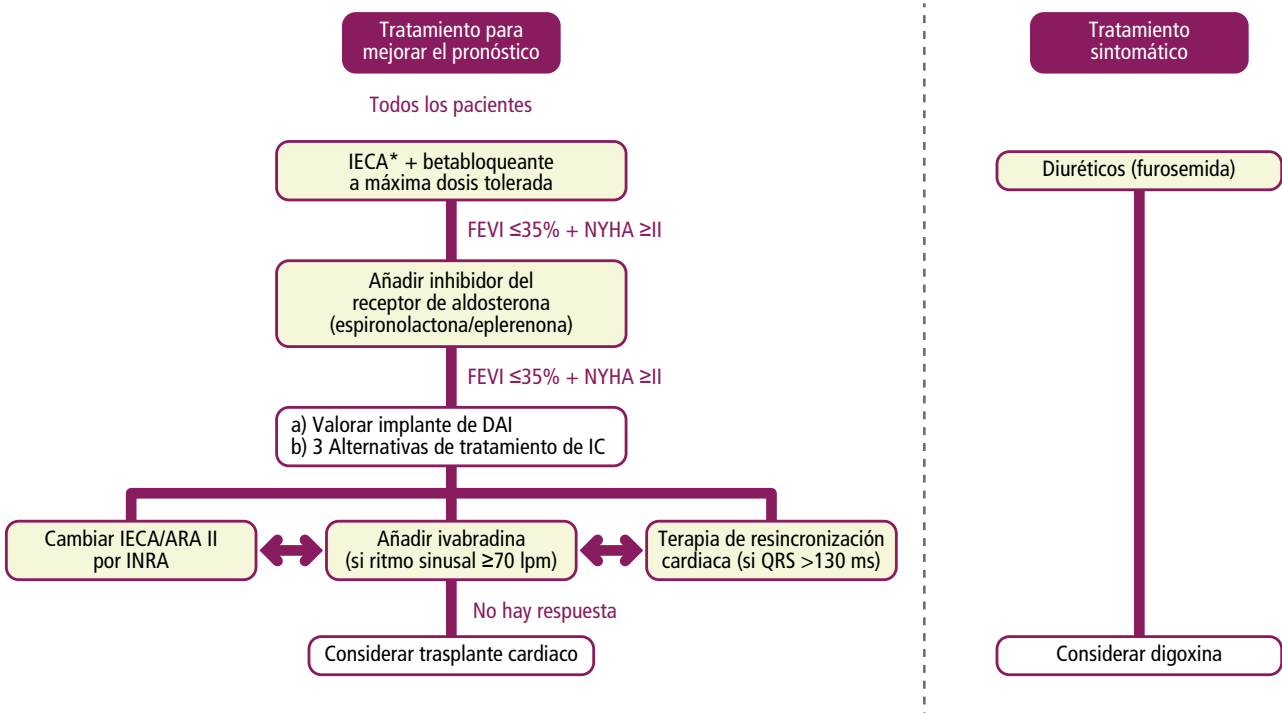 Tratamiento para
mejorar el pronóstico
Todos los pacientes
IECA* + betabloqueante
a máxima dosis tolerada
FEVI ≤35% + NYHA ≥II
Añadir inhibidor del
receptor de aldosterona
(espironolactona/eplerenona)
FEVI ≤35% + NYHA ≥II
a) Valorar implante de DAI
b) 3 Alternativas de tratamiento de IC
Cambiar IECA/ARA II
por INRA
Añadir ivabradina
(si ritmo sinusal ≥70 lpm)
Terapia de resincronización
cardiaca (si QRS >130 ms)
No hay respuesta
Considerar trasplante cardiaco
Tratamiento
sintomático
Diuréticos (furosemida)
Considerar digoxina